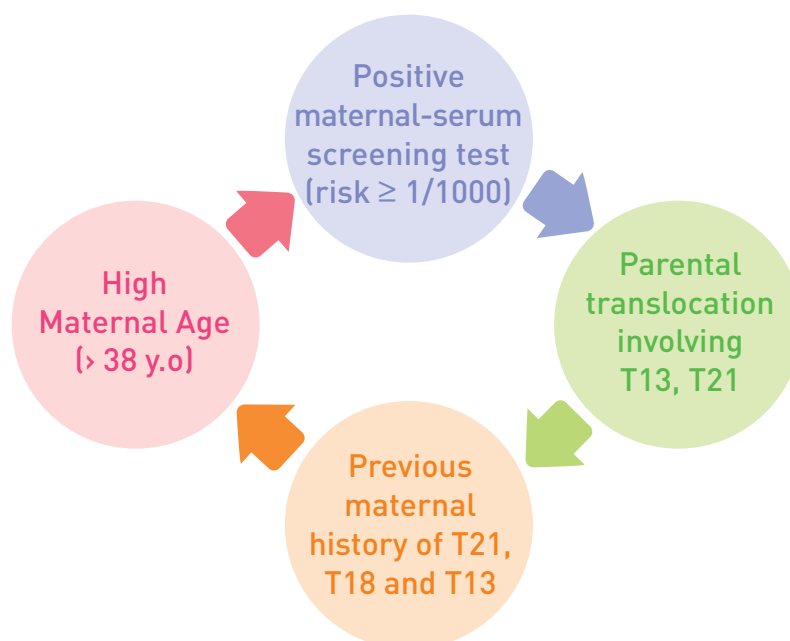 Positive
maternal-serum
screening test
(risk ≥ 1/1000)
Parental
translocation
involving
T13, T21
Previous
maternal
history of T21,
T18 and T13
High
Maternal Age
(› 38 y.o)